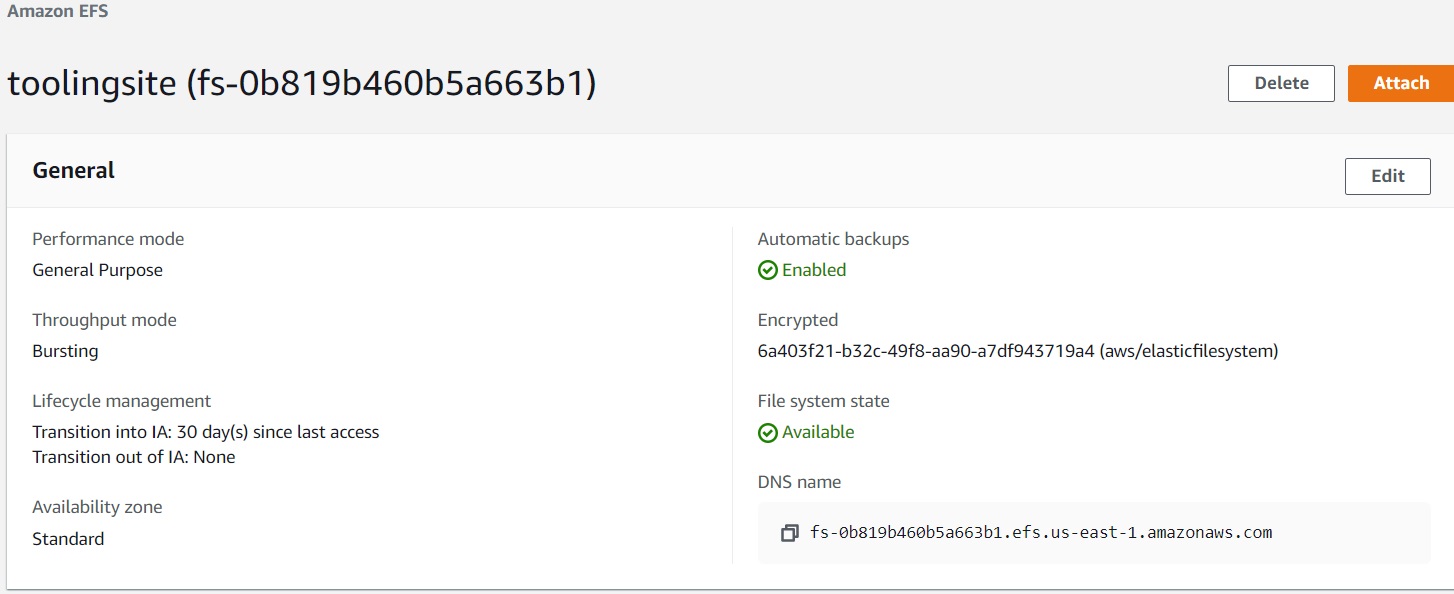 Amazon EFS
toolingsite (fs-0b819b460b5a663b1)
Delete
Attach
General
Edit
Performance mode
General Purpose
Throughput mode
Bursting
Lifecycle management
Transition into IA: 30 day(s) since last access
Transition out of IA: None
Availability zone
Standard
Automatic backups
Enabled
Encrypted
6a403f21-b32c-49f8-aa90-a7df943719a4 (aws/elasticfilesystem)
File system state
Available
DNS name
fs-0b819b460b5a663b1.efs.us-east-1.amazonaws.com